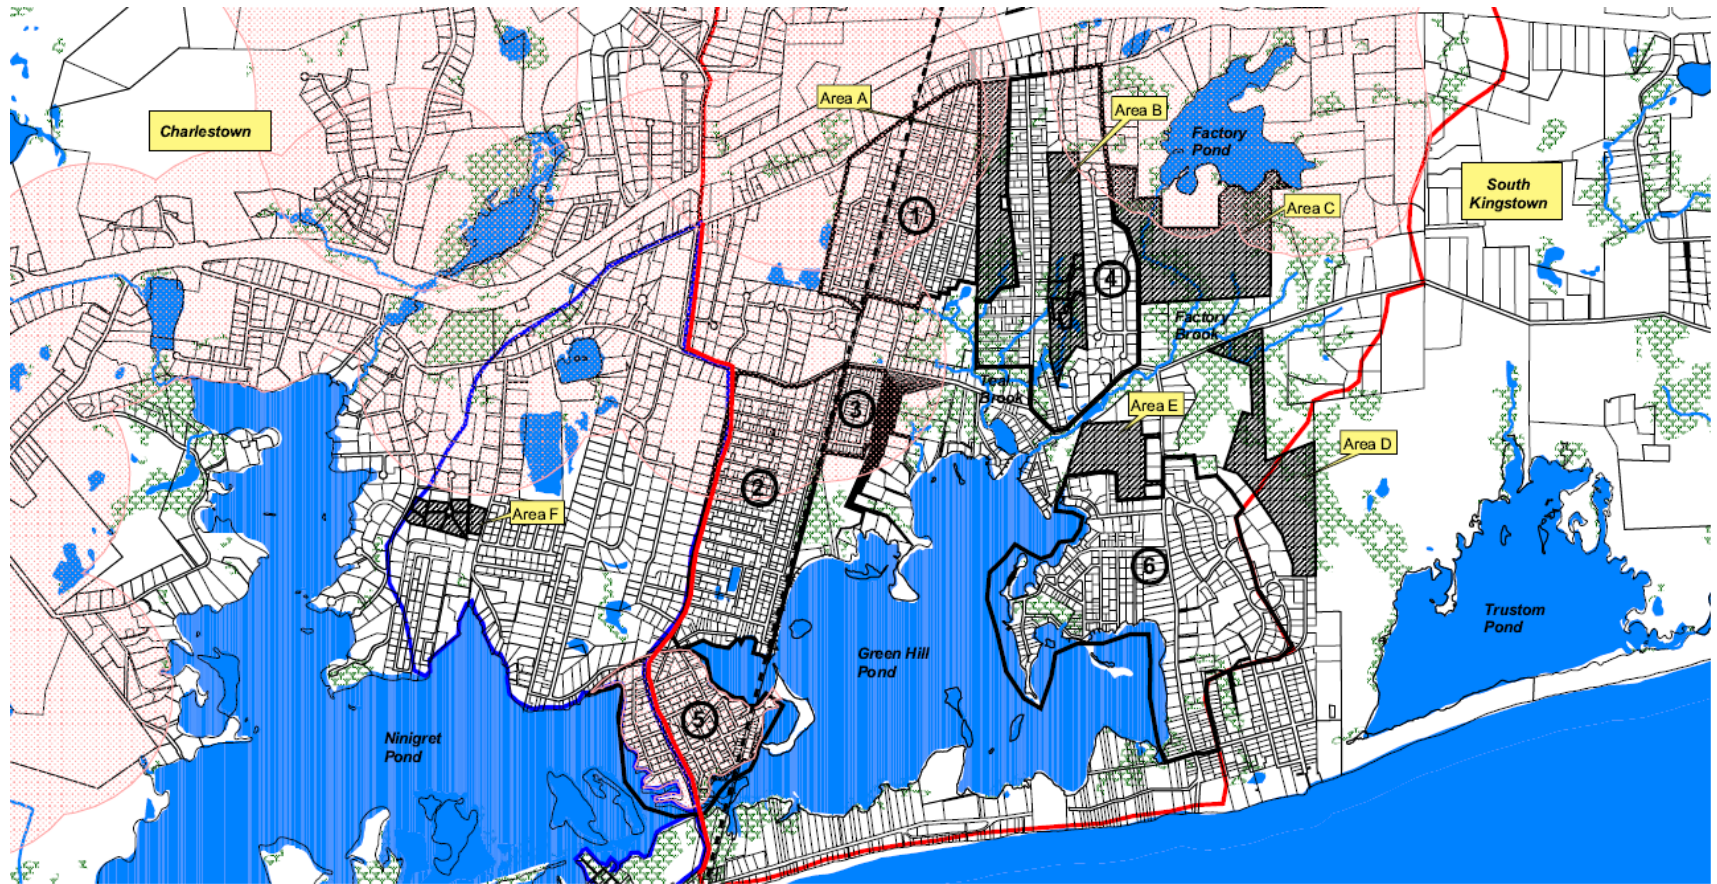 Area A
Area B
Charlestown
Factory
Pond
South
Kingstown
Area C
1
4
Factory
Brook
Teal
Brook
3
Area E
Area D
2
Area F
6
Trustom
Pond
Green Hill
Pond
5
Ninigret
Pond